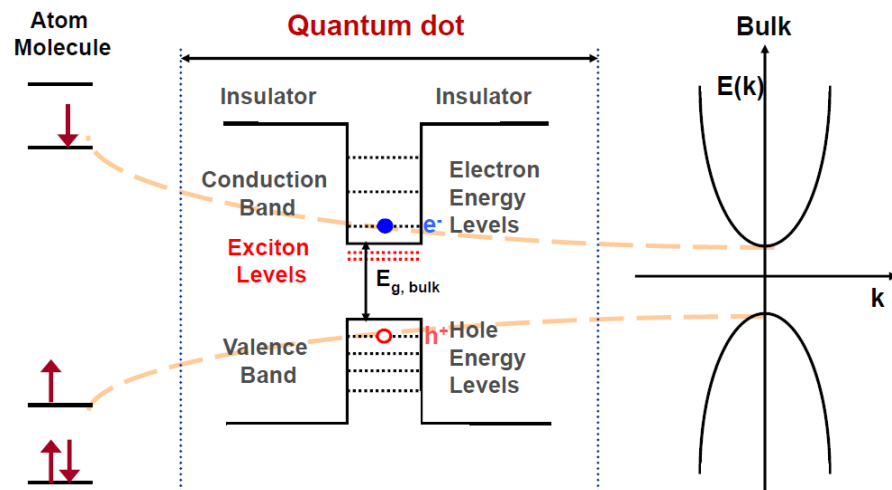 Atom
Molecule
Quantum dot
Bulk
E(k)
Insulator
Insulator
Conduction
Band
Electron
Energy
Levels
e-
Exciton
Levels
Eg, bulk
k
h+
Valence
Band
Hole
Energy
Levels